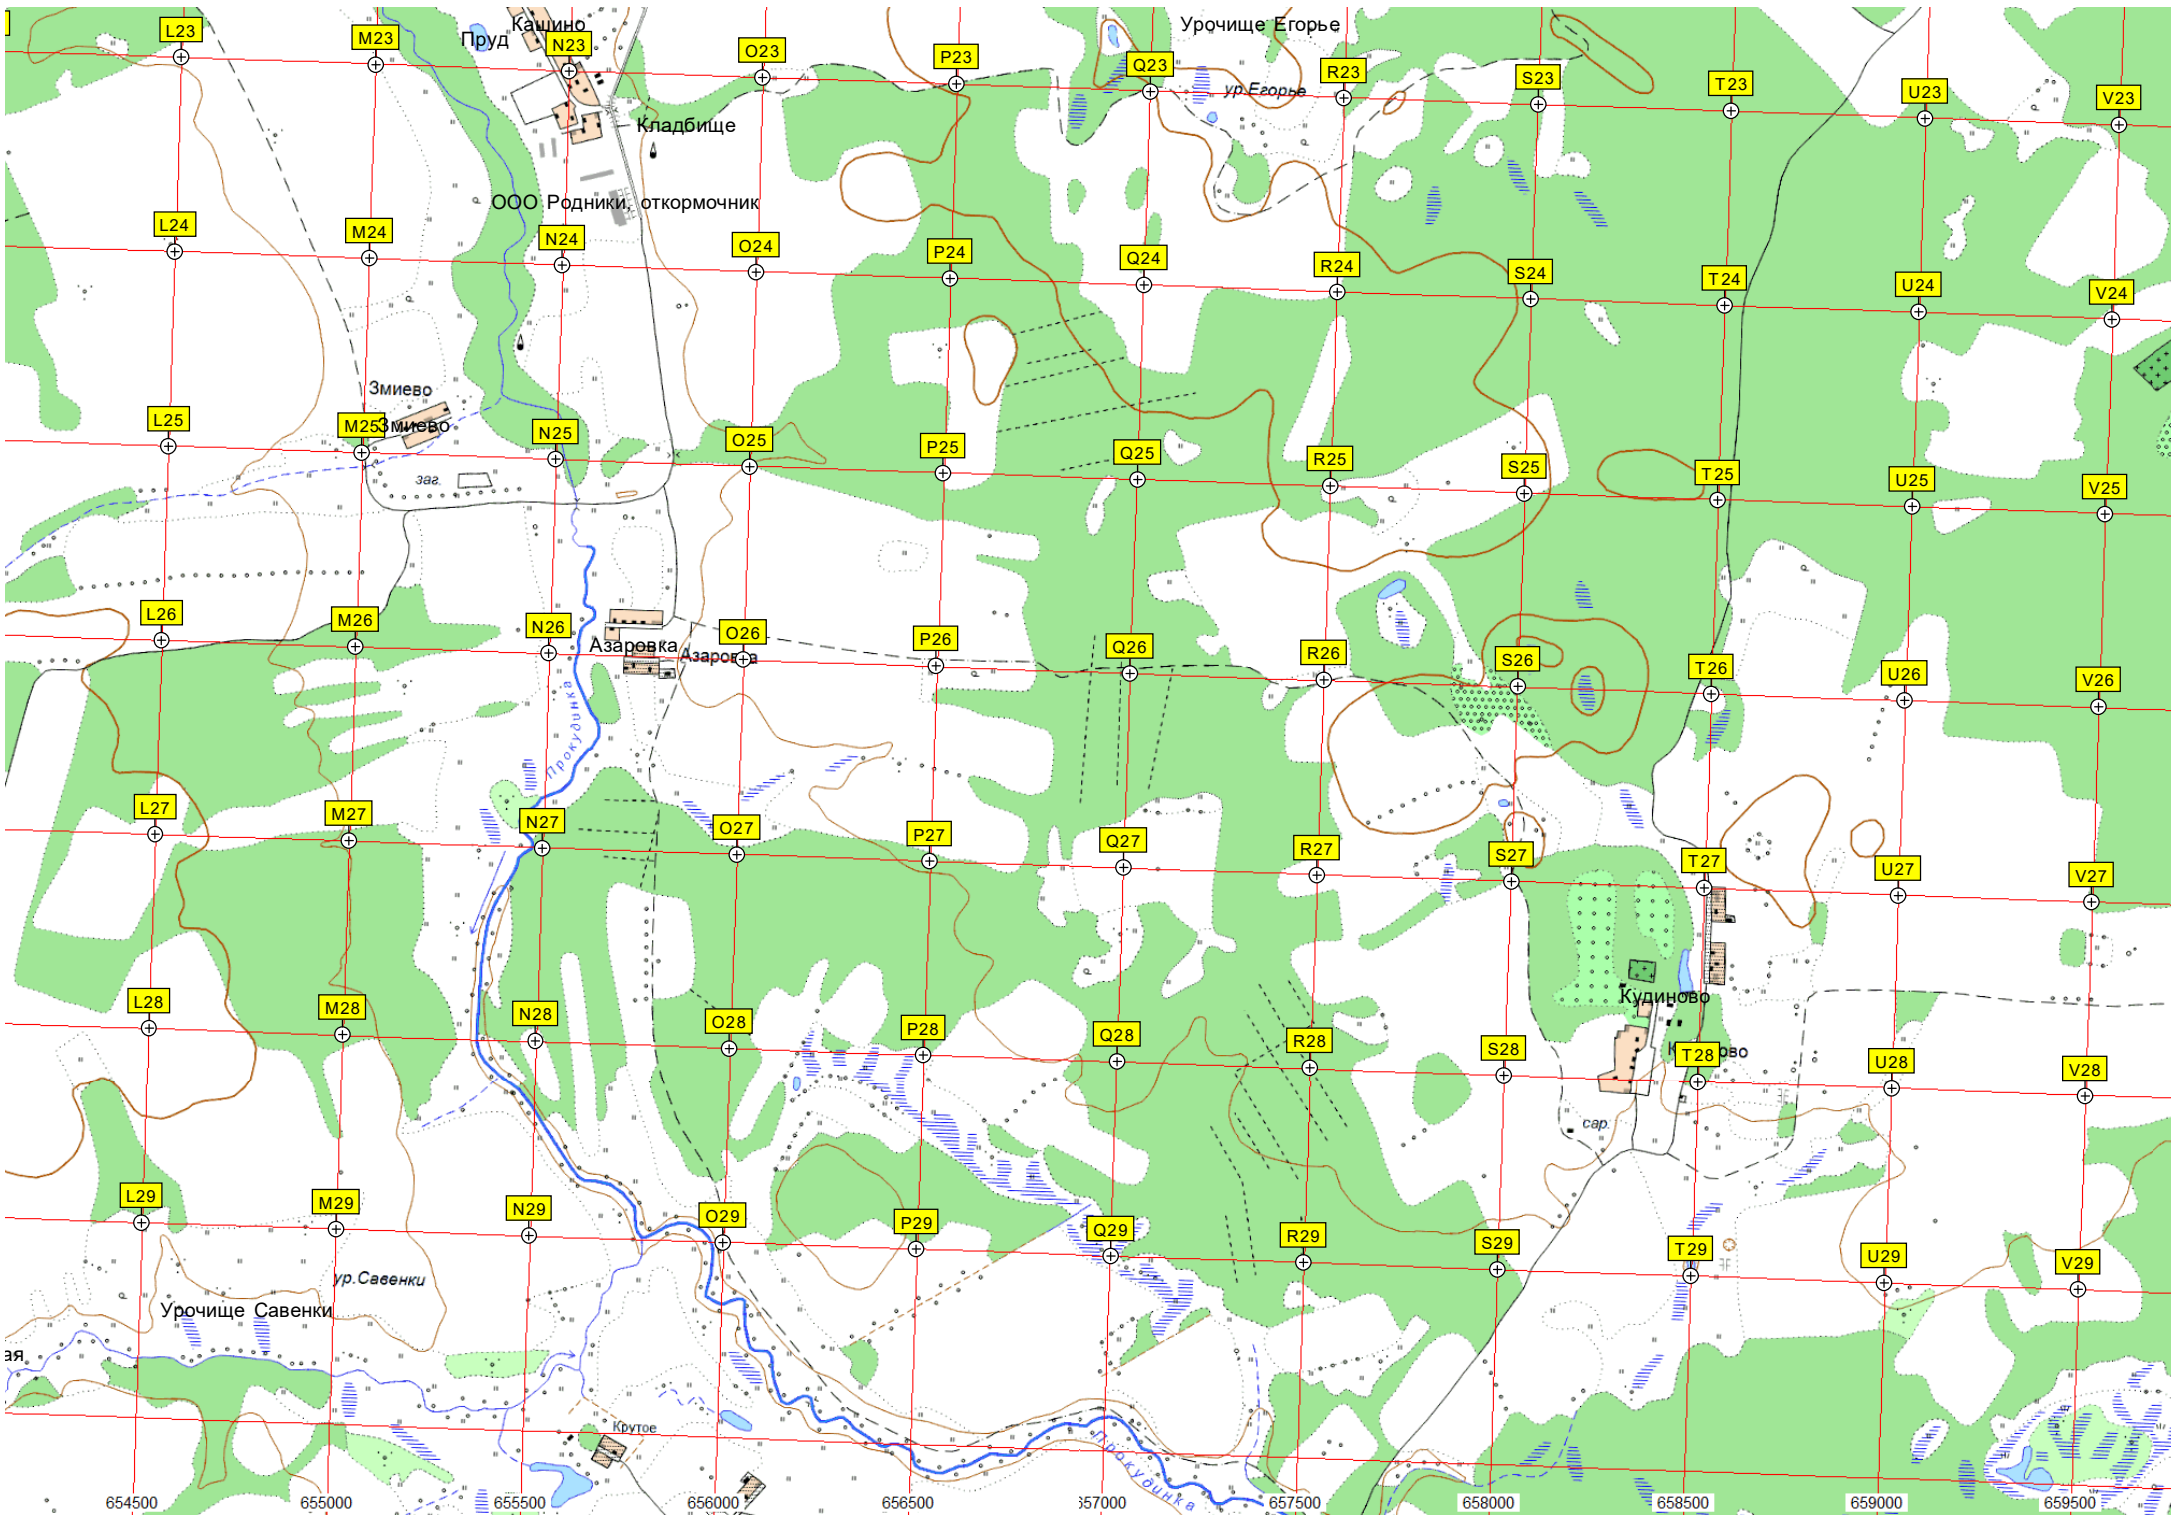 Кашино
Пруд
Урочище Егорье
L23 M23 N23 O23 P23 Q23 R23 S23 T23 U23 V23
ур.Егорье
Кладбище
ООО Родники, откормочник
L24 M24 N24 O24 P24 Q24 R24 S24 T24 U24 V24
Змиево
Змиево
L25 M25 N25 O25 P25 Q25 R25 S25 T25 U25 V25
заг.
L26 M26 N26 O26 P26 Q26 R26 S26 T26 U26 V26
Азаровка
Азаровка
Прокудинка
L27 M27 N27 O27 P27 Q27 R27 S27 T27 U27 V27
Кудиново
L28 M28 N28 O28 P28 Q28 R28 S28 T28 U28 V28
сар.
L29 M29 N29 O29 P29 Q29 R29 S29 T29 U29 V29
ур.Савенки
Урочище Савенки
ая
Крутое
Прокудинка
654500 655000 655500 656000 656500 657000 657500 658000 658500 659000 659500